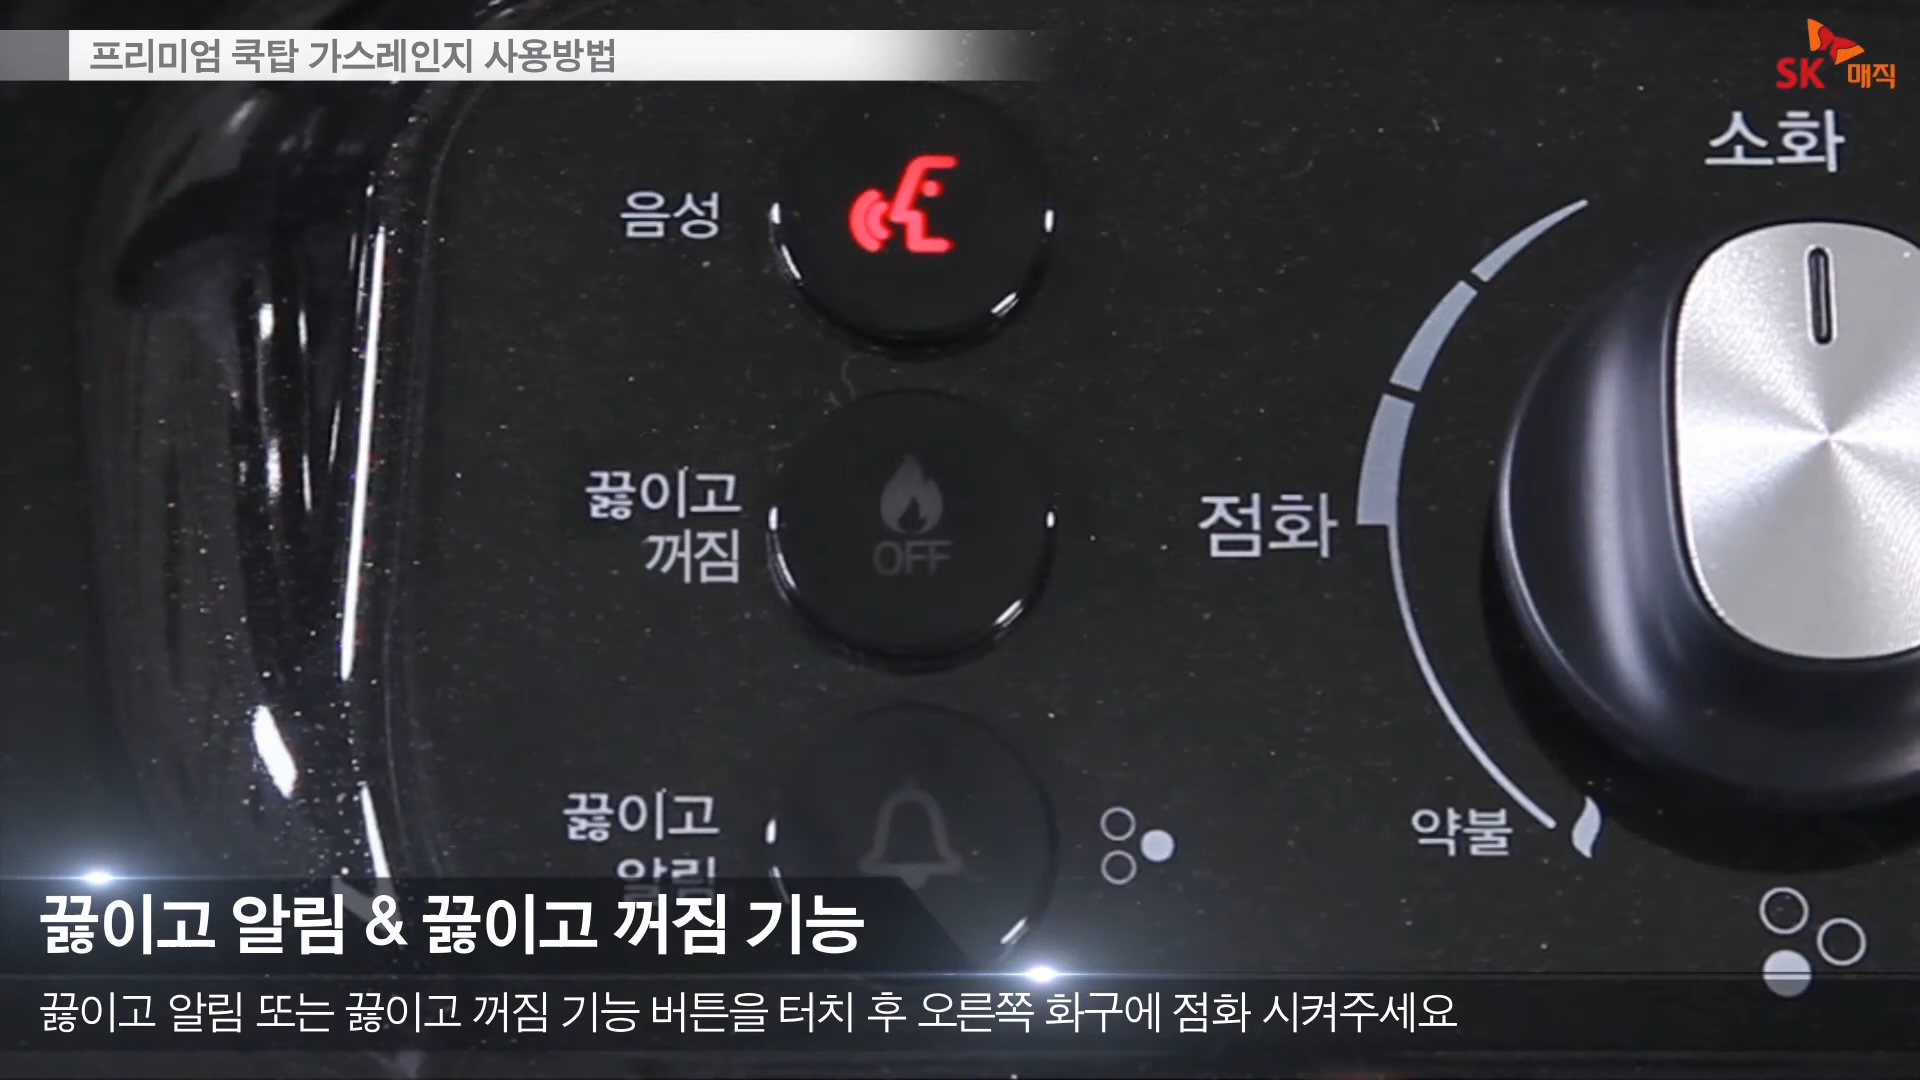 프리미엄 쿡탑 가스레인지 사용방법
SK매직
소화
음성
끓이고
꺼짐
OFF
점화
끓이고
알림
약불
끓이고 알림 & 끓이고 꺼짐 기능
끓이고 알림 또는 끓이고 꺼짐 기능 버튼을 터치 후 오른쪽 화구에 점화 시켜주세요